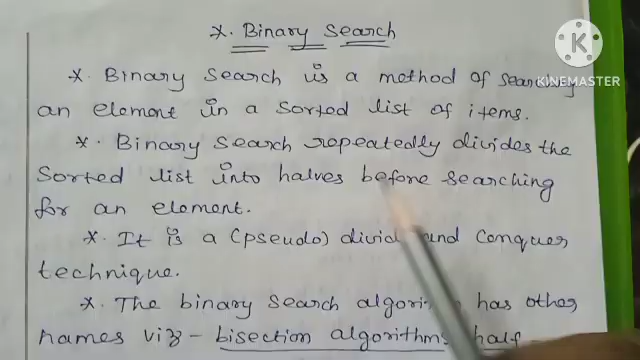 *. Binary Search
KINEMASTER
*. Binary search is a method of searching
an element in a sorted list of items.
*. Binary search repeatedly divides the
sorted list into halves before searching
for an element.
*. It is a (pseudo) divide and conquer
technique.
*. The binary search algorithm has other
names viz - bisection algorithms half